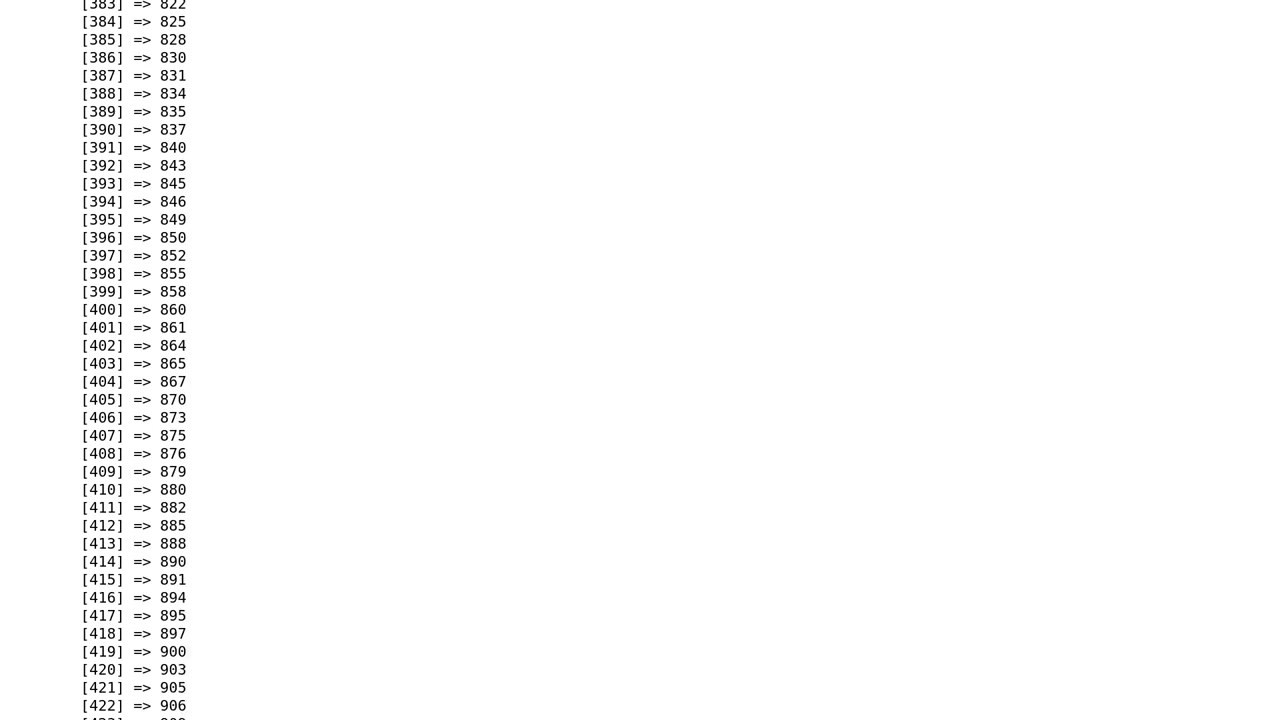 [383] => 822
[384] => 825
[385] => 828
[386] => 830
[387] => 831
[388] => 834
[389] => 835
[390] => 837
[391] => 840
[392] => 843
[393] => 845
[394] => 846
[395] => 849
[396] => 850
[397] => 852
[398] => 855
[399] => 858
[400] => 860
[401] => 861
[402] => 864
[403] => 865
[404] => 867
[405] => 870
[406] => 873
[407] => 875
[408] => 876
[409] => 879
[410] => 880
[411] => 882
[412] => 885
[413] => 888
[414] => 890
[415] => 891
[416] => 894
[417] => 895
[418] => 897
[419] => 900
[420] => 903
[421] => 905
[422] => 906